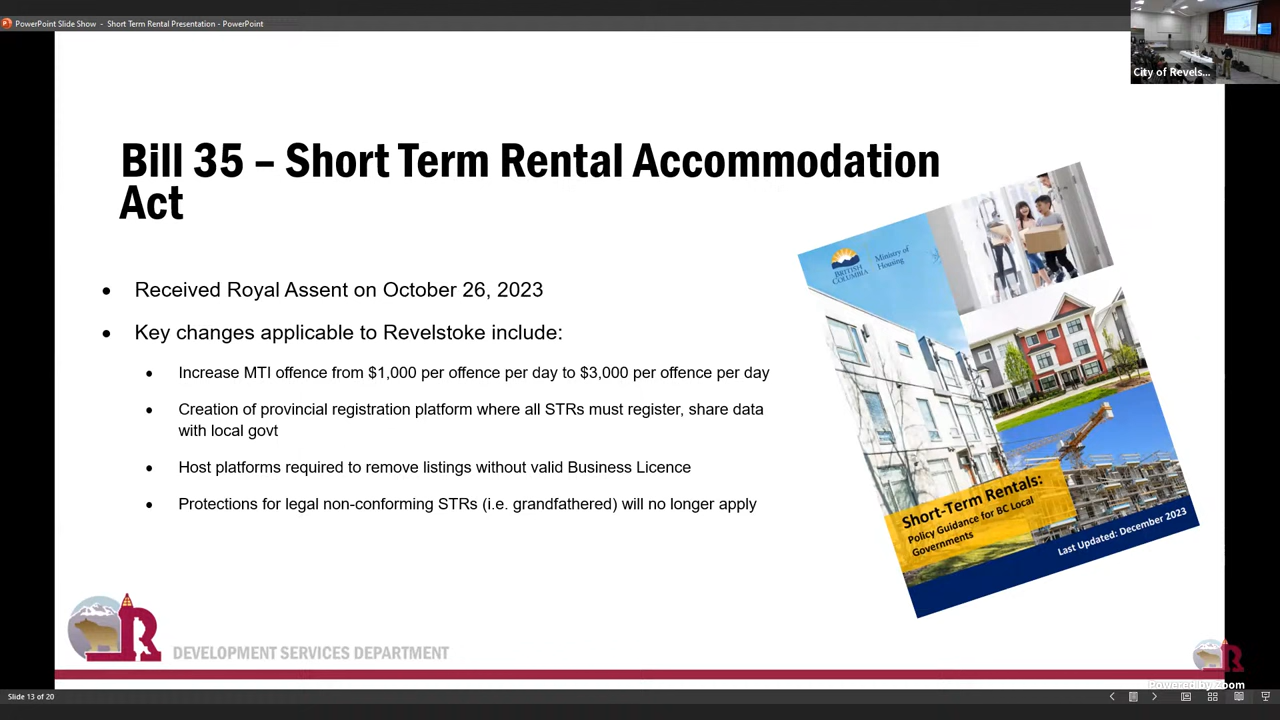 PowerPoint Slide Show - Short Term Rental Presentation - PowerPoint
City of Revels...
Bill 35 – Short Term Rental Accommodation
Act
• Received Royal Assent on October 26, 2023
• Key changes applicable to Revelstoke include:
• Increase MTI offence from $1,000 per offence per day to $3,000 per offence per day
• Creation of provincial registration platform where all STRs must register, share data
with local govt
• Host platforms required to remove listings without valid Business Licence
• Protections for legal non-conforming STRs (i.e. grandfathered) will no longer apply
BRITISH
COLUMBIA
Ministry of
Housing
Short-Term Rentals:
Policy Guidance for BC Local
Governments
Last Updated: December 2023
R
DEVELOPMENT SERVICES DEPARTMENT
R
Powered by Zoom
Slide 13 of 20